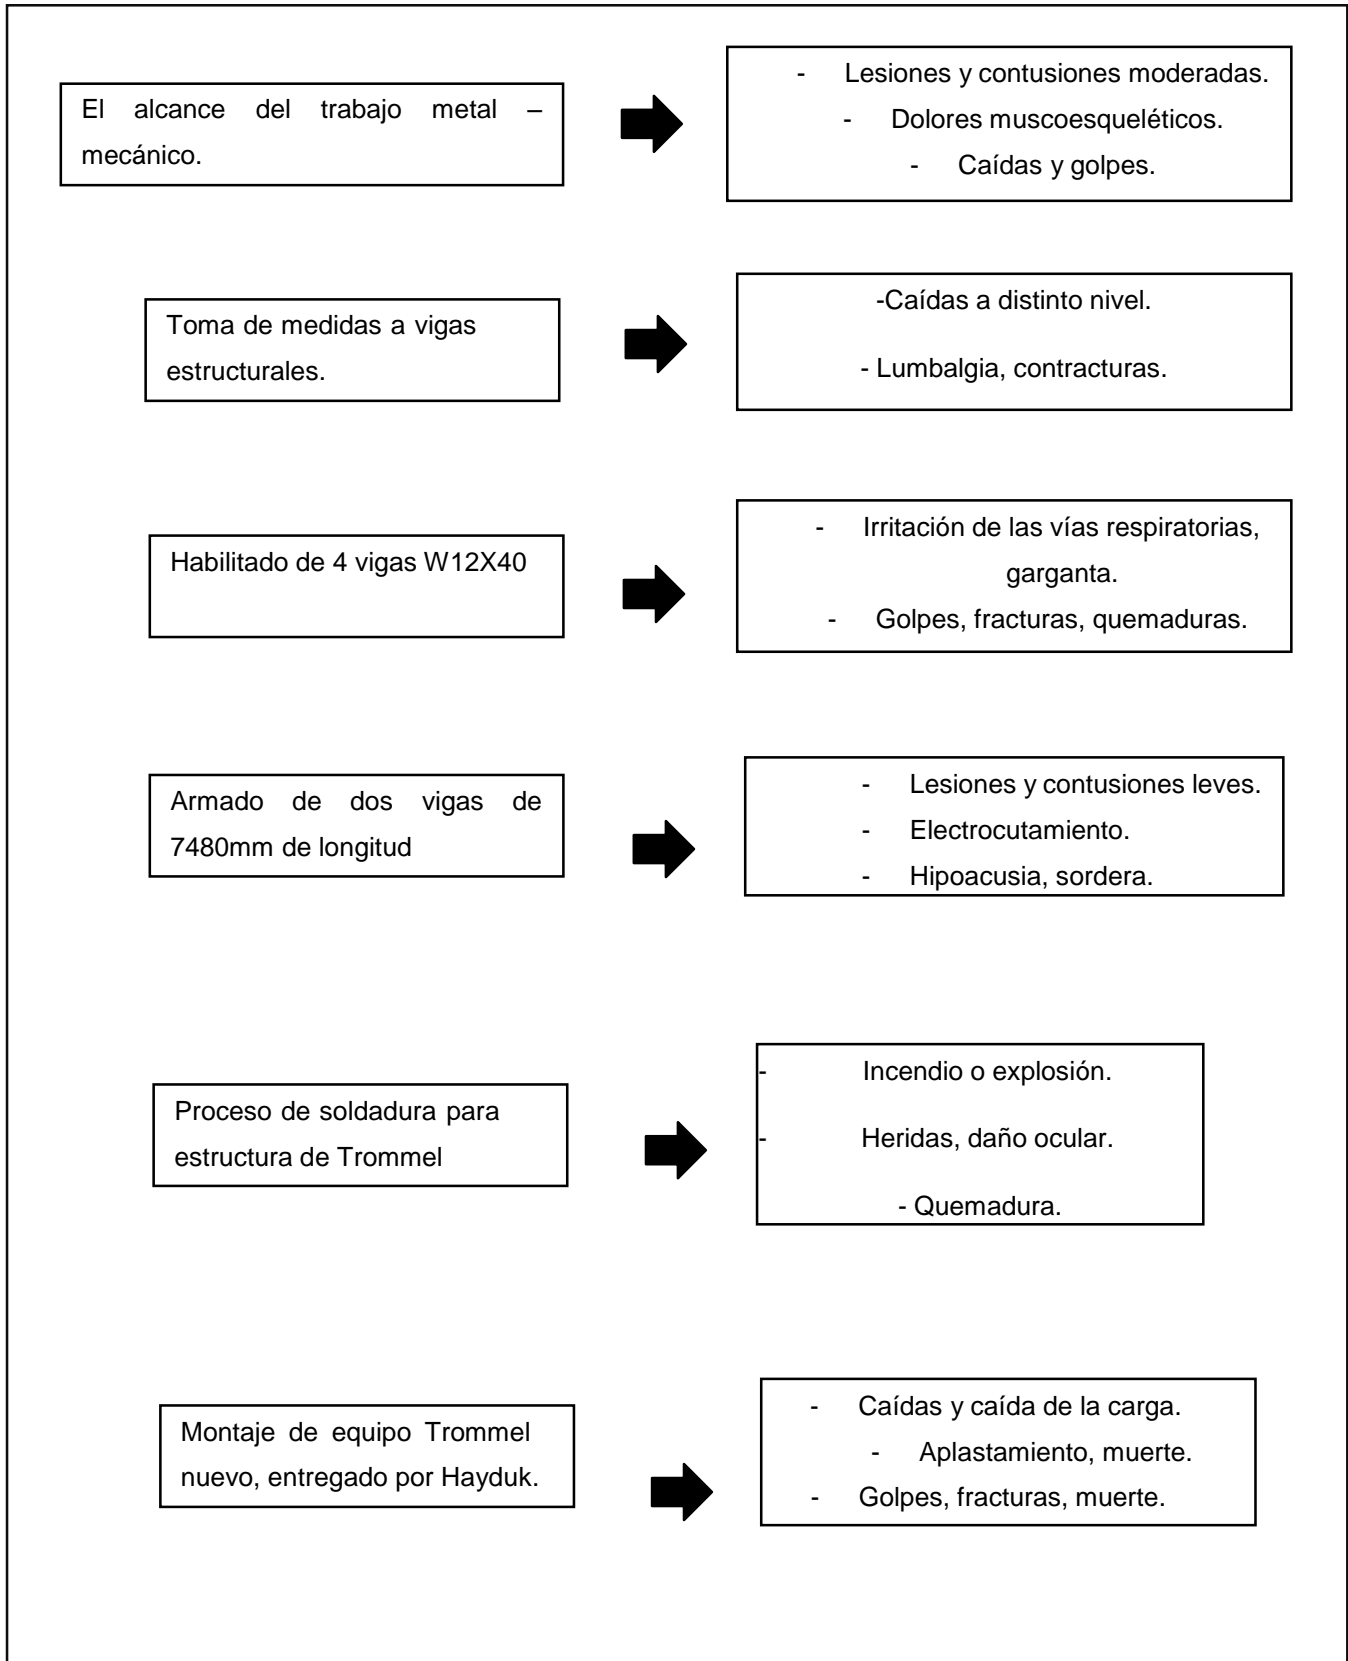 El alcance del trabajo metal –
mecánico.
- Lesiones y contusiones moderadas.
- Dolores muscoesqueléticos.
- Caídas y golpes.
Toma de medidas a vigas
estructurales.
-Caídas a distinto nivel.
- Lumbalgia, contracturas.
Habilitado de 4 vigas W12X40
- Irritación de las vías respiratorias,
garganta.
- Golpes, fracturas, quemaduras.
Armado de dos vigas de
7480mm de longitud
- Lesiones y contusiones leves.
- Electrocutamiento.
- Hipoacusia, sordera.
Proceso de soldadura para
estructura de Trommel
- Incendio o explosión.
- Heridas, daño ocular.
- Quemadura.
Montaje de equipo Trommel
nuevo, entregado por Hayduk.
- Caídas y caída de la carga.
- Aplastamiento, muerte.
- Golpes, fracturas, muerte.